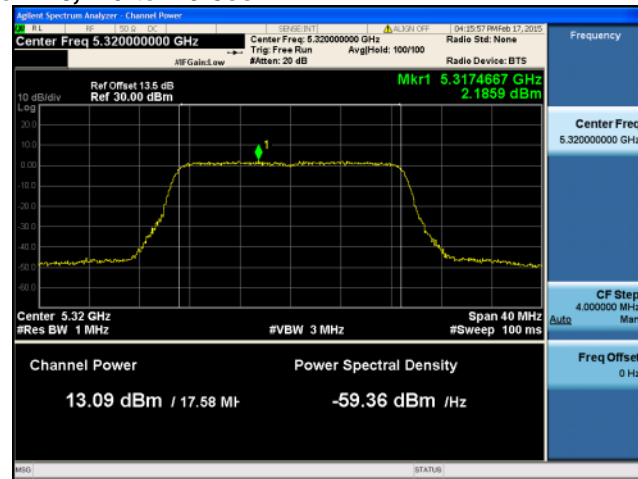 Agilent Spectrum Analyzer - Channel Power
RL RF 50 Ω DC SENSE:INT ALIGN OFF 04:15:57 PM Feb 17, 2015
Center Freq 5.320000000 GHz
Center Freq: 5.320000000 GHz
Radio Std: None
Trig: Free Run Avg|Hold: 100/100
#IFGain:Low #Atten: 20 dB Radio Device: BTS
Frequency
Ref Offset 13.5 dB
10 dB/div Ref 30.00 dBm
Mkr1 5.3174667 GHz
2.1859 dBm
Log
20.0
10.0
0.00
-10.0
-20.0
-30.0
-40.0
-50.0
-60.0
1
Center 5.32 GHz Span 40 MHz
#Res BW 1 MHz #VBW 3 MHz #Sweep 100 ms
Channel Power Power Spectral Density
13.09 dBm / 17.58 MH -59.36 dBm /Hz
Center Freq
5.320000000 GHz
CF Step
4.000000 MHz
Auto Man
Freq Offset
0 Hz
MSG STATUS